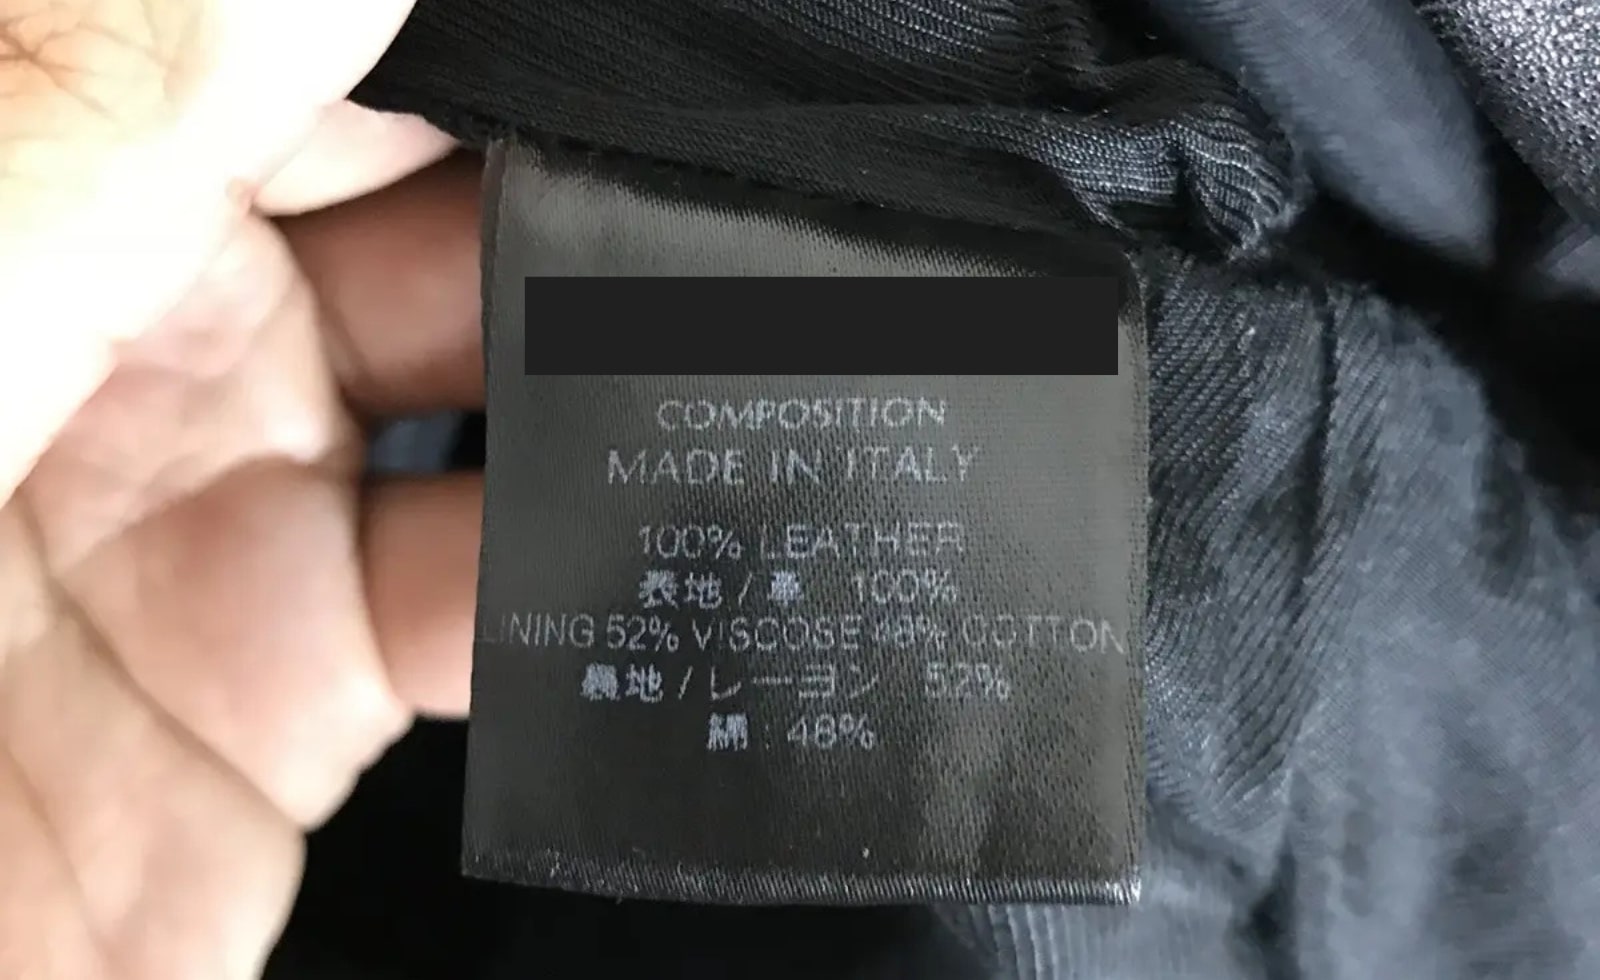 COMPOSITION
MADE IN ITALY
100% LEATHER
表地 / 革 100%
LINING 52% VISCOSE 48% COTTON
裏地 / レーヨン 52%
綿 : 48%